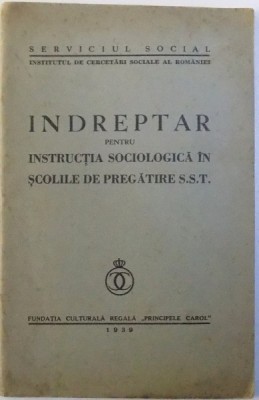 SERVICIUL SOCIAL
INSTITUTUL DE CERCETĂRI SOCIALE AL ROMÂNIEI
INDREPTAR
PENTRU
INSTRUCȚIA SOCIOLOGICĂ ÎN
ȘCOLILE DE PREGĂTIRE S.S.T.
FUNDAȚIA CULTURALĂ REGALĂ „PRINCIPELE CAROL”
1939